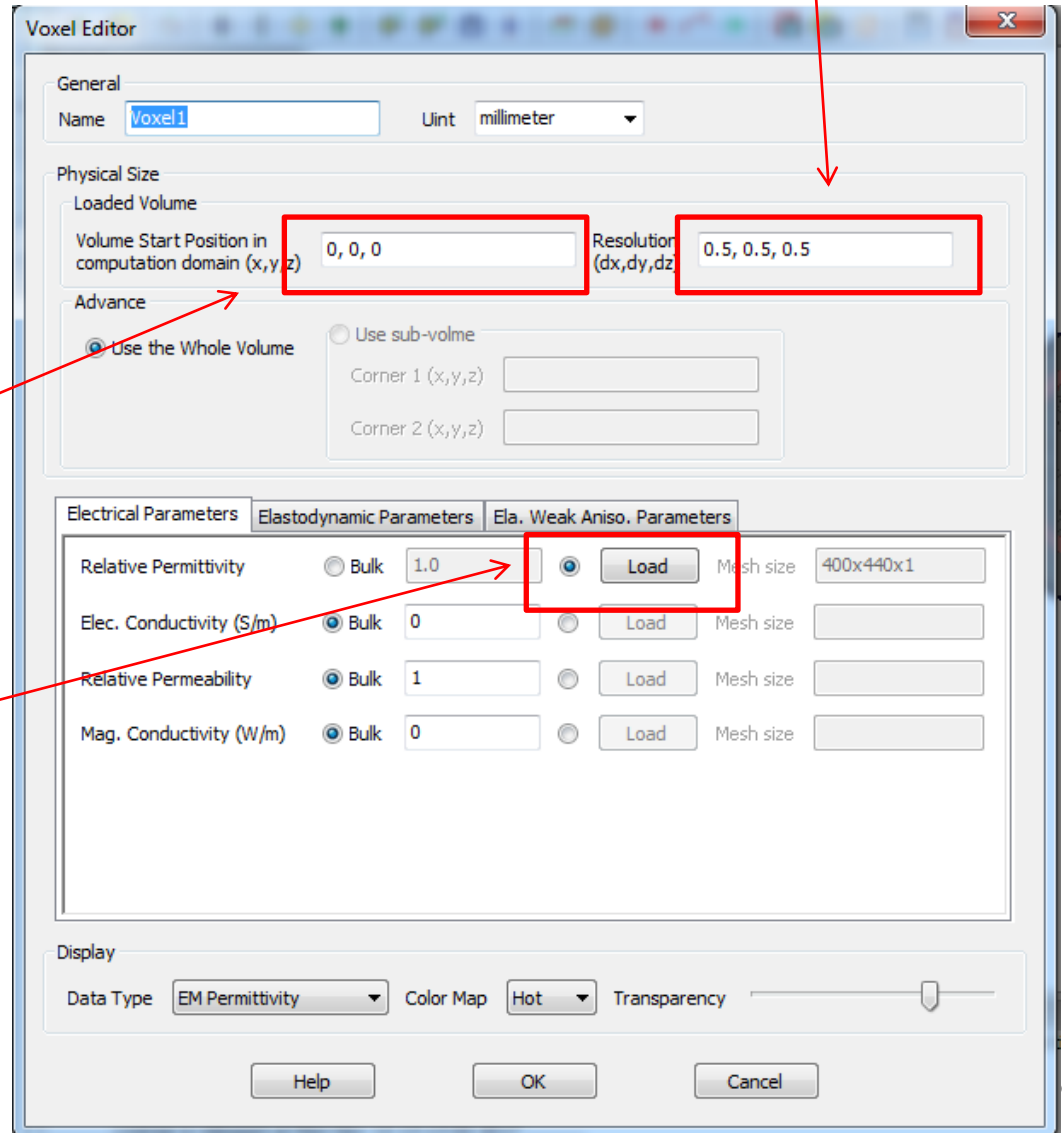 Voxel Editor
General
Name Voxel1 Uint millimeter
Physical Size
Loaded Volume
Volume Start Position in
computation domain (x,y,z) 0, 0, 0 Resolution
(dx,dy,dz) 0.5, 0.5, 0.5
Advance
Use the Whole Volume Use sub-volme
Corner 1 (x,y,z)
Corner 2 (x,y,z)
Electrical Parameters Elastodynamic Parameters Ela. Weak Aniso. Parameters
Relative Permittivity Bulk 1.0 Load Mesh size 400x440x1
Elec. Conductivity (S/m) Bulk 0 Load Mesh size
Relative Permeability Bulk 1 Load Mesh size
Mag. Conductivity (W/m) Bulk 0 Load Mesh size
Display
Data Type EM Permittivity Color Map Hot Transparency
Help OK Cancel